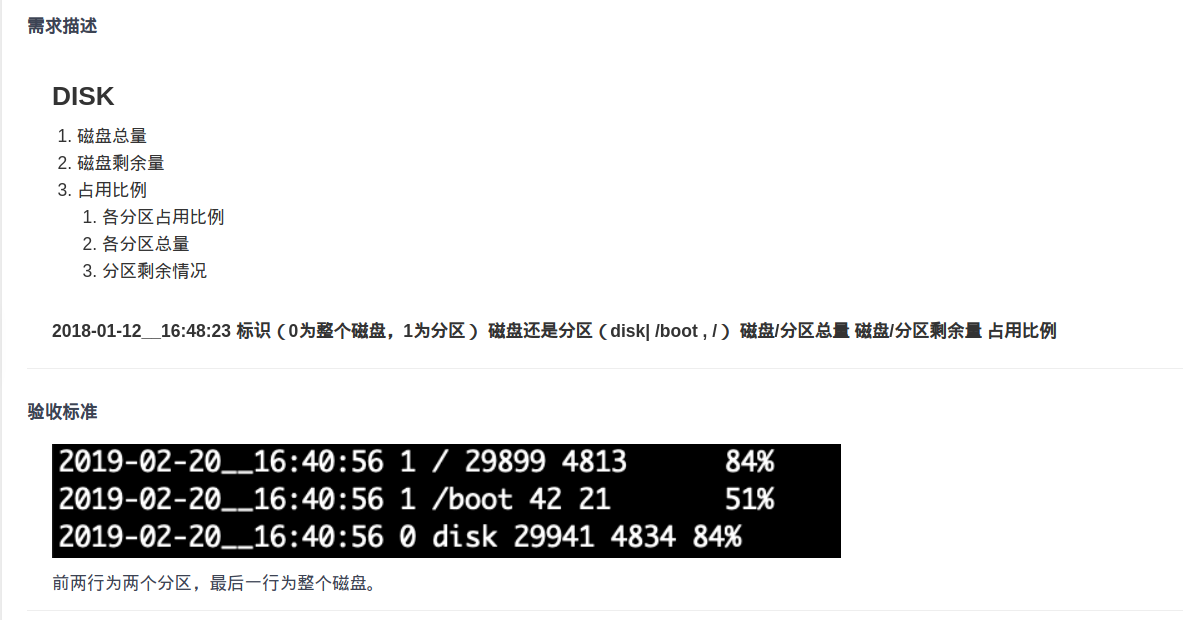 需求描述
DISK
1. 磁盘总量
2. 磁盘剩余量
3. 占用比例
1. 各分区占用比例
2. 各分区总量
3. 分区剩余情况
2018-01-12__16:48:23 标识（0为整个磁盘，1为分区） 磁盘还是分区（disk| /boot , /） 磁盘/分区总量 磁盘/分区剩余量 占用比例
验收标准
2019-02-20__16:40:56 1 / 29899 4813 84%
2019-02-20__16:40:56 1 /boot 42 21 51%
2019-02-20__16:40:56 0 disk 29941 4834 84%
前两行为两个分区，最后一行为整个磁盘。